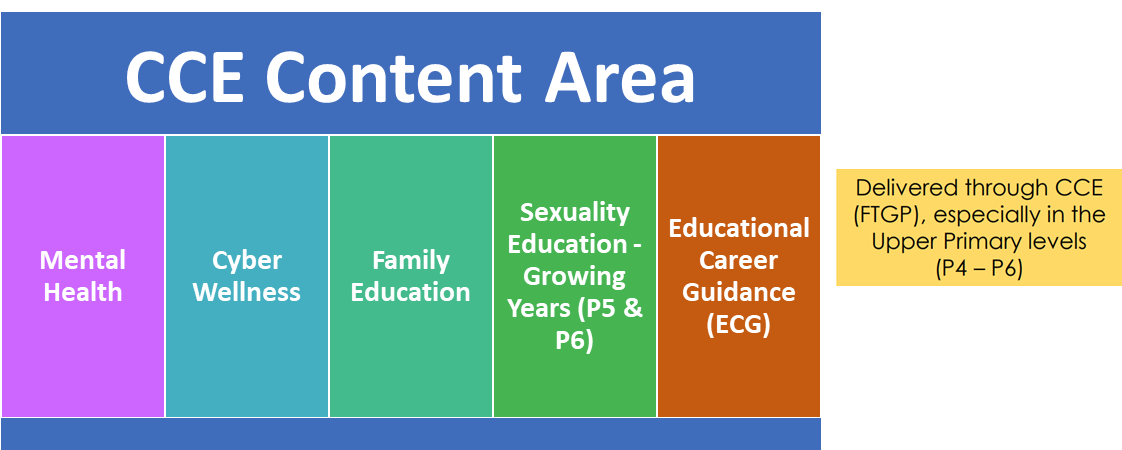 CCE Content Area
Mental
Health
Cyber
Wellness
Family
Education
Sexuality
Education -
Growing
Years (P5 &
P6)
Educational
Career
Guidance
(ECG)
Delivered through CCE
(FTGP), especially in the
Upper Primary levels
(P4 – P6)